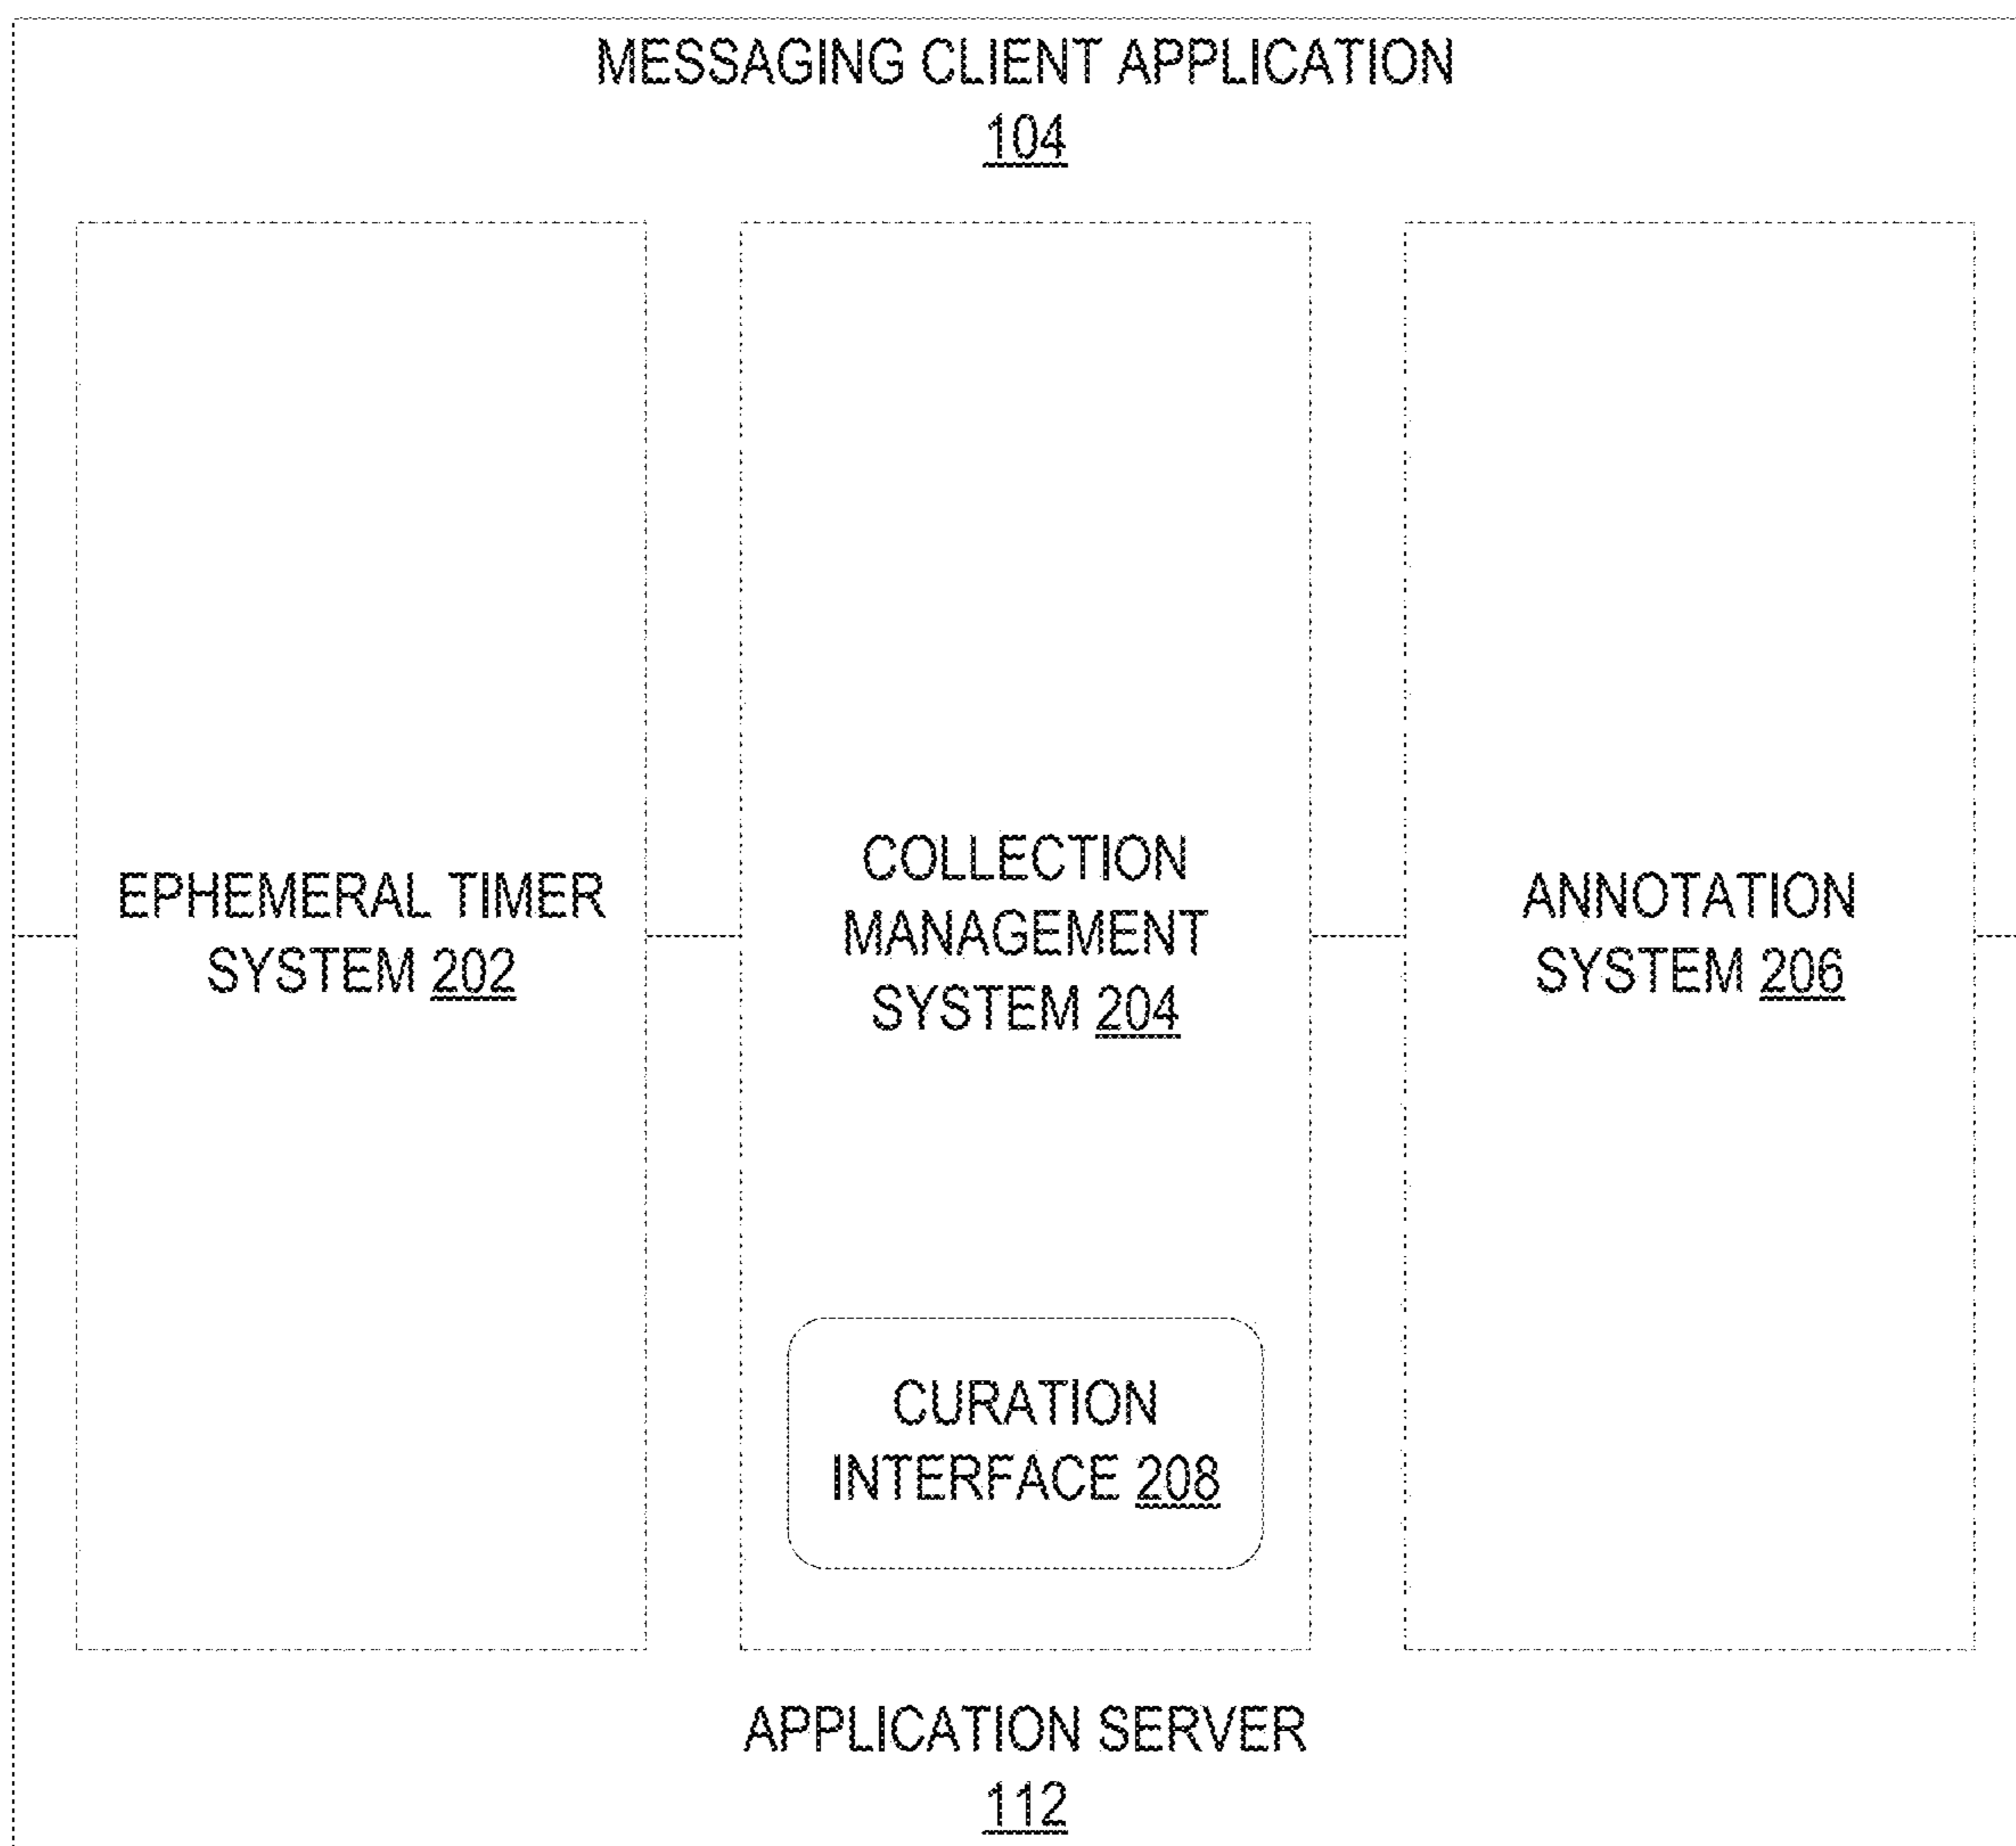 MESSAGING CLIENT APPLICATION
104
EPHEMERAL TIMER
SYSTEM 202
COLLECTION
MANAGEMENT
SYSTEM 204
ANNOTATION
SYSTEM 206
CURATION
INTERFACE 208
APPLICATION SERVER
112